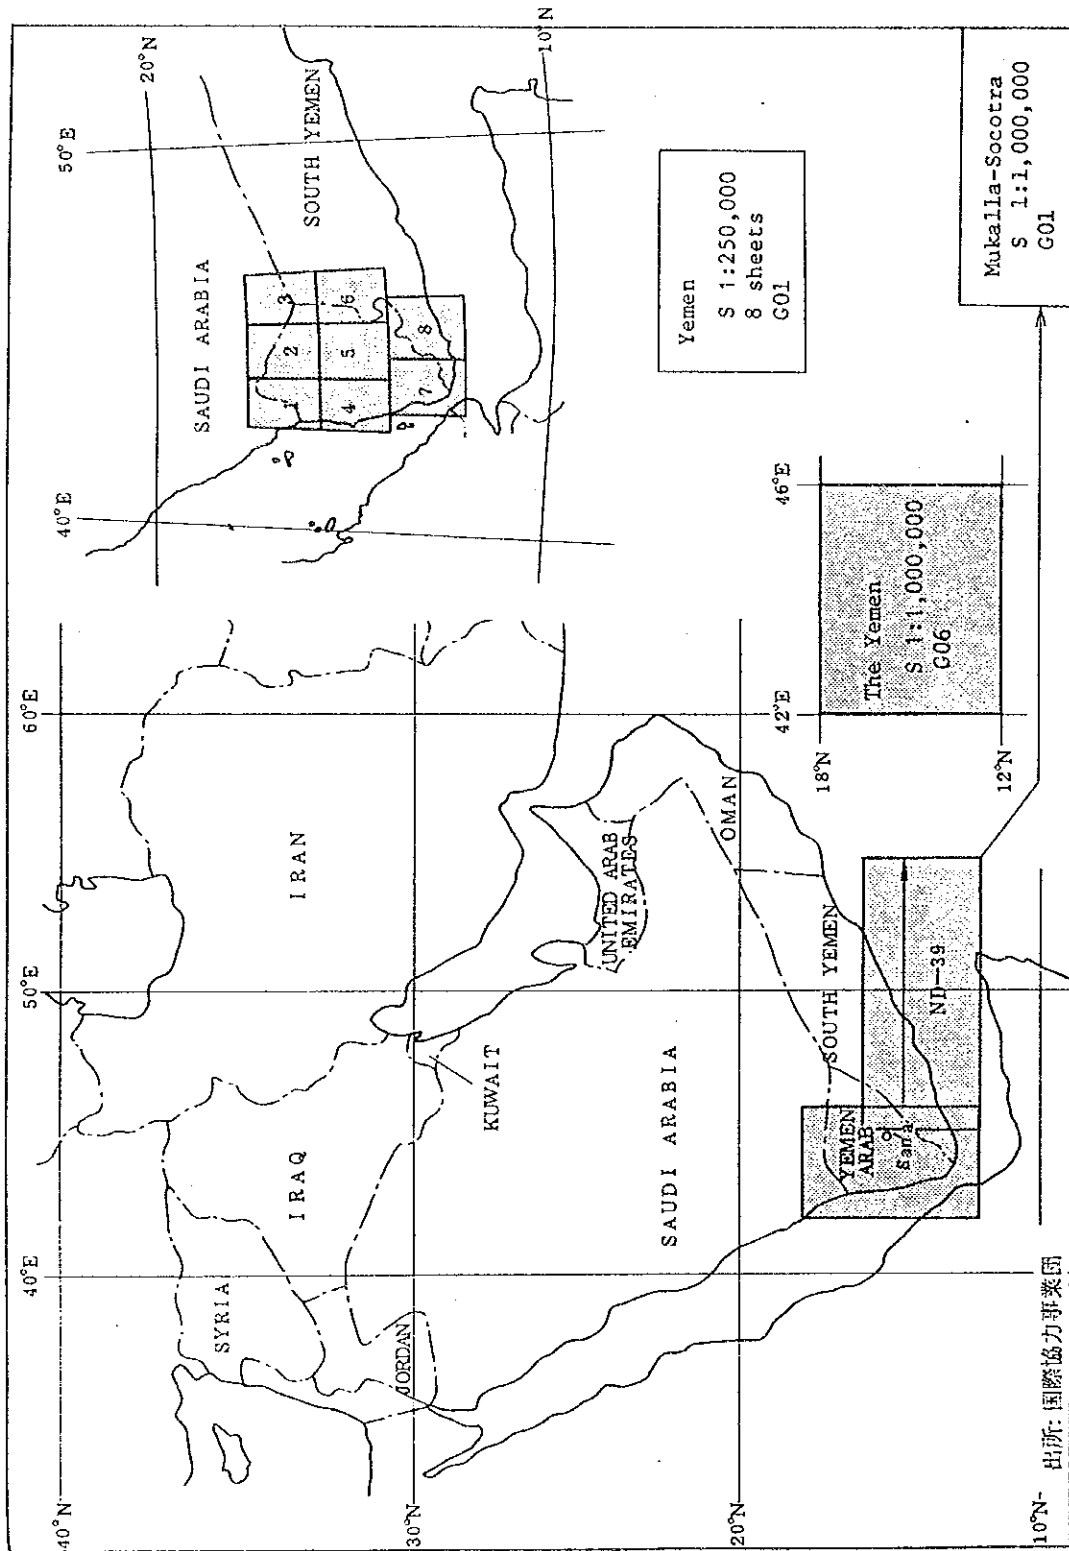 40°N
30°N
20°N
10°N
40°E
50°E
60°E
SYRIA
IRAQ
IRAN
JORDAN
KUWAIT
SAUDI ARABIA
UNITED ARAB
EMIRATES
OMAN
SOUTH YEMEN
YEMEN
ARAB
Sana
ND-39
18°N
12°N
42°E
46°E
The Yemen
S 1:1,000,000
G06
40°E
50°E
20°N
10°N
SAUDI ARABIA
SOUTH YEMEN
1
2
3
4
5
6
7
8
Yemen
S 1:250,000
8 sheets
G01
Mukalla-Socotra
S 1:1,000,000
G01
出所: 国際協力事業団